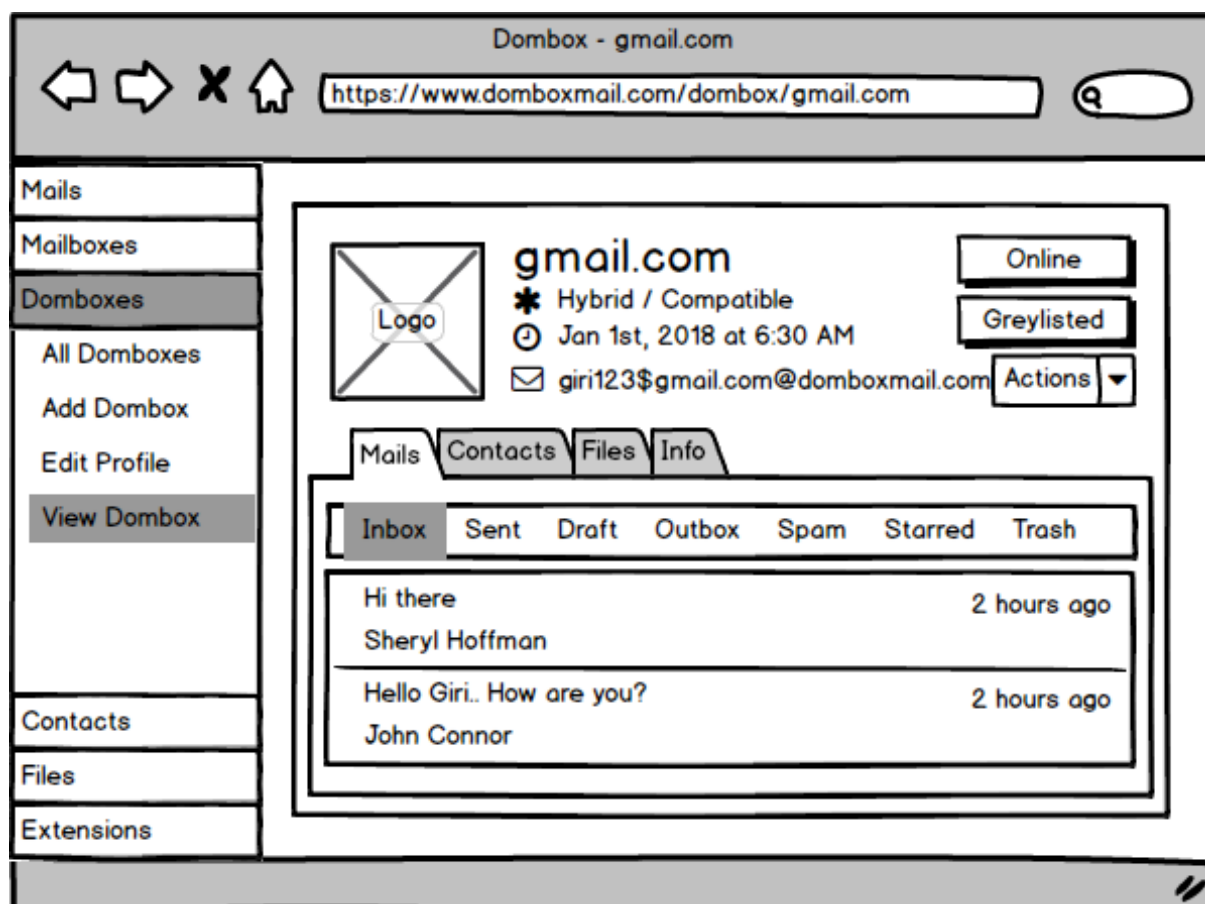 Dombox - gmail.com
https://www.domboxmail.com/dombox/gmail.com
Mails
Mailboxes
Domboxes
All Domboxes
Add Dombox
Edit Profile
View Dombox
Contacts
Files
Extensions
Logo
gmail.com
Hybrid / Compatible
Jan 1st, 2018 at 6:30 AM
giri123$gmail.com@domboxmail.com
Online
Greylisted
Actions
Mails Contacts Files Info
Inbox Sent Draft Outbox Spam Starred Trash
Hi there 2 hours ago
Sheryl Hoffman
Hello Giri.. How are you? 2 hours ago
John Connor